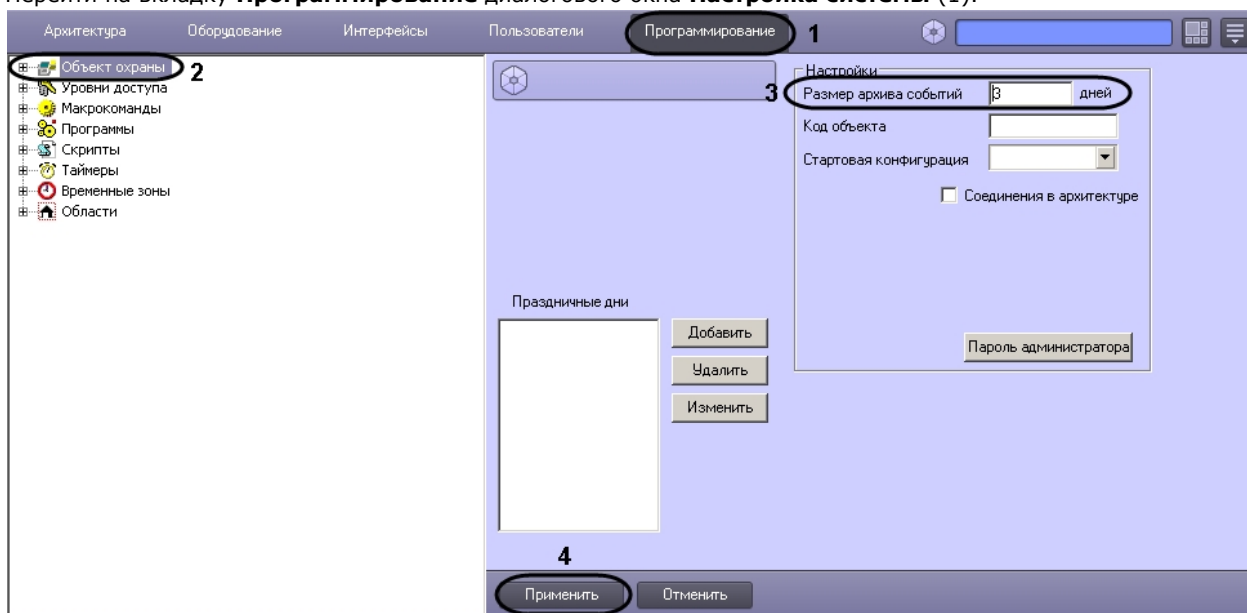 Перейти на вкладку Программирование диалогового окна Настройка системы (1).
Архитектура Оборудование Интерфейсы Пользователи Программирование 1
Объект охраны 2
Уровни доступа
Макрокоманды
Программы
Скрипты
Таймеры
Временные зоны
Области
Настройки
3 Размер архива событий 3 дней
Код объекта
Стартовая конфигурация
Соединения в архитектуре
Пароль администратора
Праздничные дни
Добавить
Удалить
Изменить
4
Применить Отменить